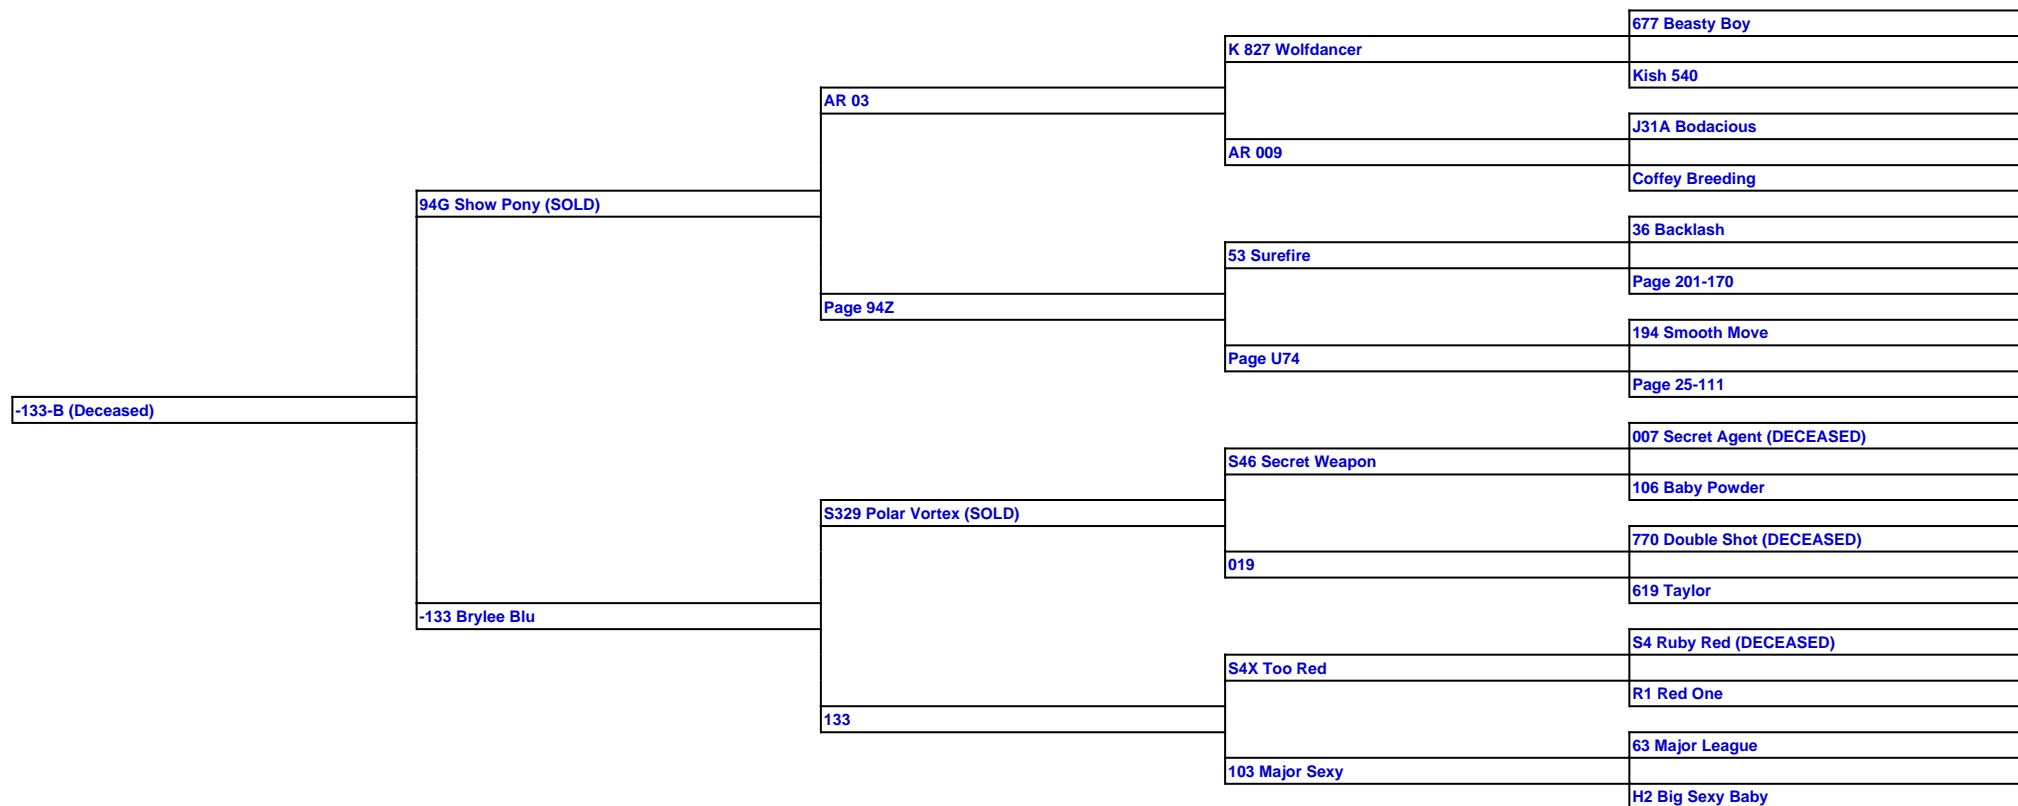 677 Beasty Boy
K 827 Wolfdancer
Kish 540
AR 03
J31A Bodacious
AR 009
Coffey Breeding
94G Show Pony (SOLD)
36 Backlash
53 Surefire
Page 201-170
Page 94Z
194 Smooth Move
Page U74
Page 25-111
-133-B (Deceased)
007 Secret Agent (DECEASED)
S46 Secret Weapon
106 Baby Powder
S329 Polar Vortex (SOLD)
770 Double Shot (DECEASED)
019
619 Taylor
-133 Brylee Blu
S4 Ruby Red (DECEASED)
S4X Too Red
R1 Red One
133
63 Major League
103 Major Sexy
H2 Big Sexy Baby